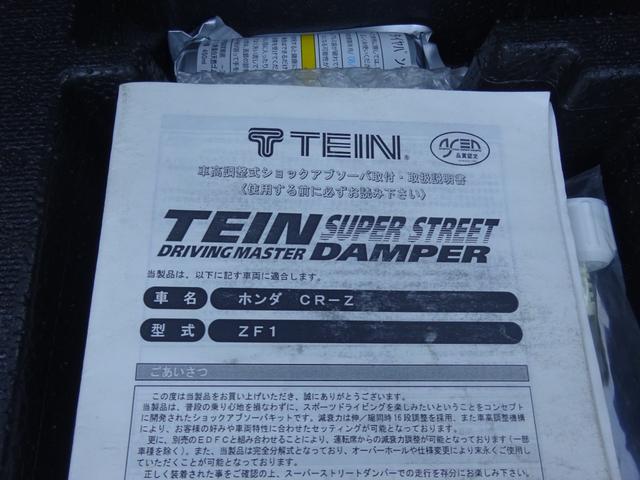 TEIN
ASEA
品質認定
車高調整式ショックアブソーバ取付・取扱説明書
〈使用する前に必ずお読み下さい〉
TEIN SUPER STREET
DRIVING MASTER DAMPER
当製品は、以下に記す車両に適合します。
車名 ホンダ CR-Z
型式 ZF1
ごあいさつ
この度は当製品をお買い上げいただき、誠にありがとうございます。
当製品は、普段の乗り心地を損なわずに、スポーツドライビングを楽しみたいということをコンセプト
に開発されたショックアブソーバキットです。減衰力は伸/縮同時16段調整を採用、また車高調整機構
により、お客様の好みや車両特性に合わせたセッティングが可能となっております。
更に、別売のEDFCと組み合わせることにより、運転席からの減衰力調整が可能となっております(一部
車種を除く)。また、当製品は完全分解式となっており、オーバーホールや仕様変更により末永くご使用し
ていただくことが可能となっております。
正しく装着された事をご確認の上、スーパーストリートダンパーでの走行を存分にお楽しみ下さい。